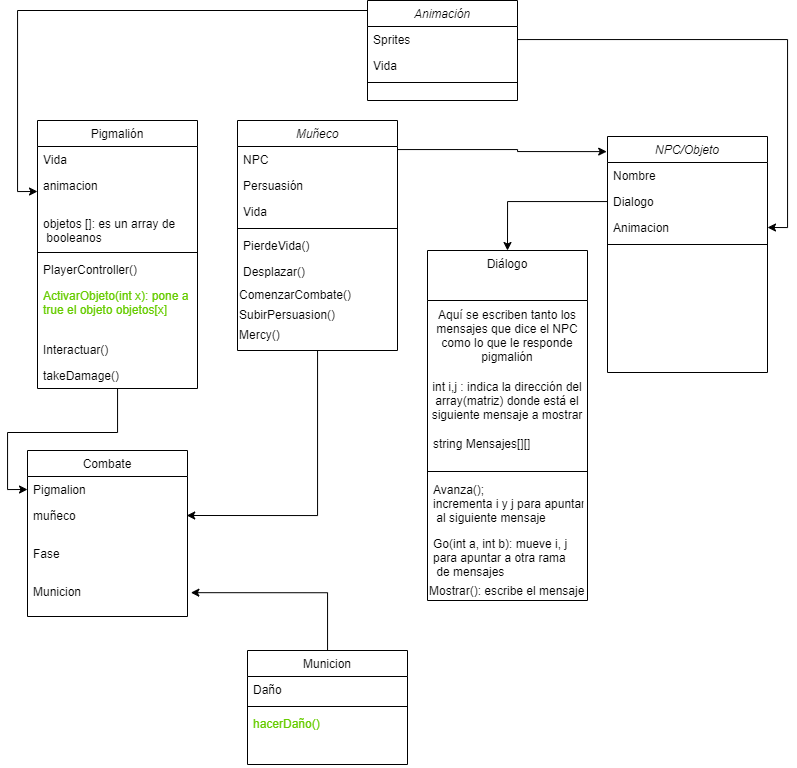 Animación
Sprites
Vida
Pigmalión
Vida
animacion
objetos []: es un array de
booleanos
PlayerController()
ActivarObjeto(int x): pone a
true el objeto objetos[x]
Interactuar()
takeDamage()
Muñeco
NPC
Persuasión
Vida
PierdeVida()
Desplazar()
ComenzarCombate()
SubirPersuasion()
Mercy()
NPC/Objeto
Nombre
Dialogo
Animacion
Diálogo
Aquí se escriben tanto los
mensajes que dice el NPC
como lo que le responde
pigmalión
int i,j : indica la dirección del
array(matriz) donde está el
siguiente mensaje a mostrar
string Mensajes[][]
Avanza();
incrementa i y j para apuntar
al siguiente mensaje
Go(int a, int b): mueve i, j
para apuntar a otra rama
de mensajes
Mostrar(): escribe el mensaje
Combate
Pigmalion
muñeco
Fase
Municion
Municion
Daño
hacerDaño()